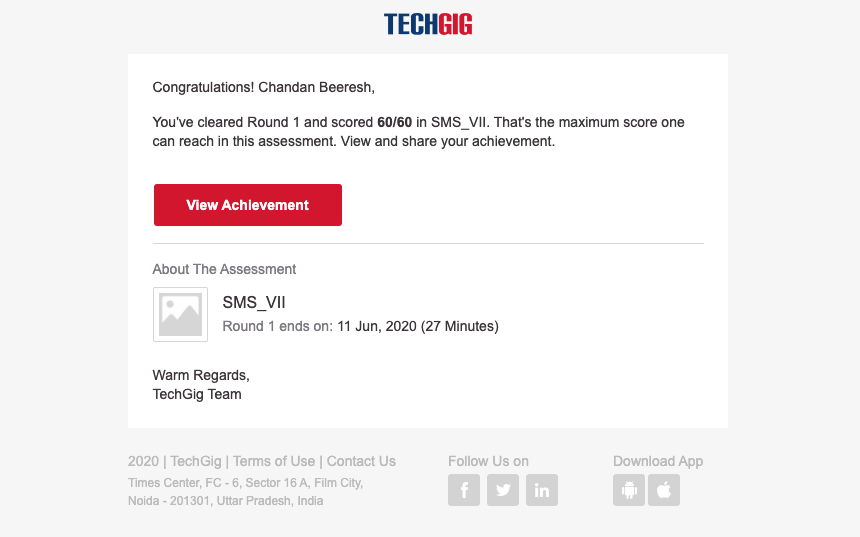 TECHGIG
Congratulations! Chandan Beeresh,
You've cleared Round 1 and scored 60/60 in SMS_VII. That's the maximum score one
can reach in this assessment. View and share your achievement.
View Achievement
About The Assessment
SMS_VII
Round 1 ends on: 11 Jun, 2020 (27 Minutes)
Warm Regards,
TechGig Team
2020 | TechGig | Terms of Use | Contact Us
Times Center, FC - 6, Sector 16 A, Film City,
Noida - 201301, Uttar Pradesh, India
Follow Us on
f
in
Download App